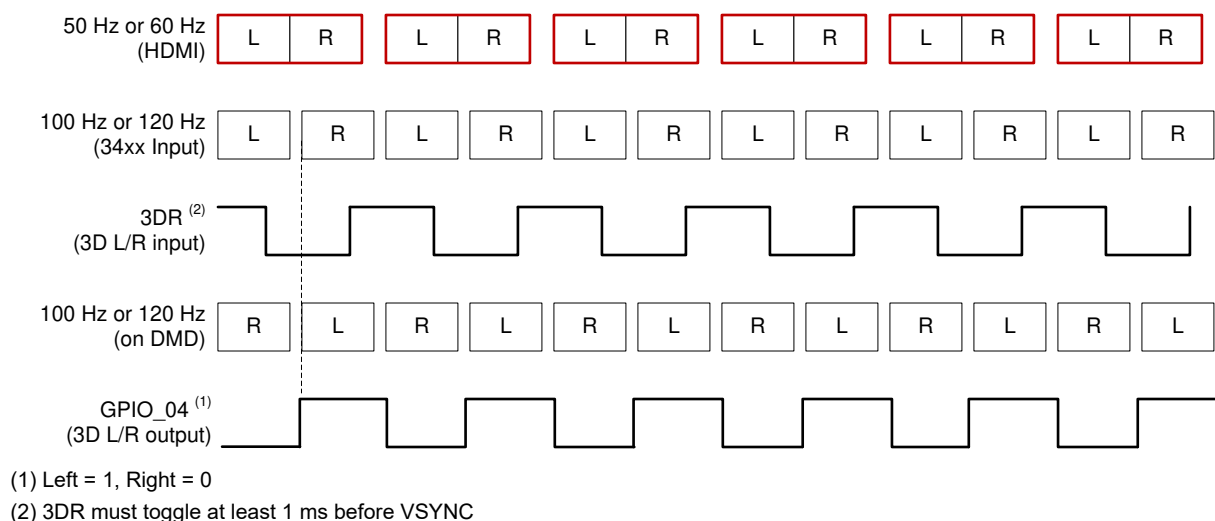 50 Hz or 60 Hz
(HDMI)
L R L R L R L R L R L R
100 Hz or 120 Hz
(34xx Input)
L R L R L R L R L R L R
3DR (2)
(3D L/R input)
100 Hz or 120 Hz
(on DMD)
R L R L R L R L R L R L
GPIO_04 (1)
(3D L/R output)
(1) Left = 1, Right = 0
(2) 3DR must toggle at least 1 ms before VSYNC